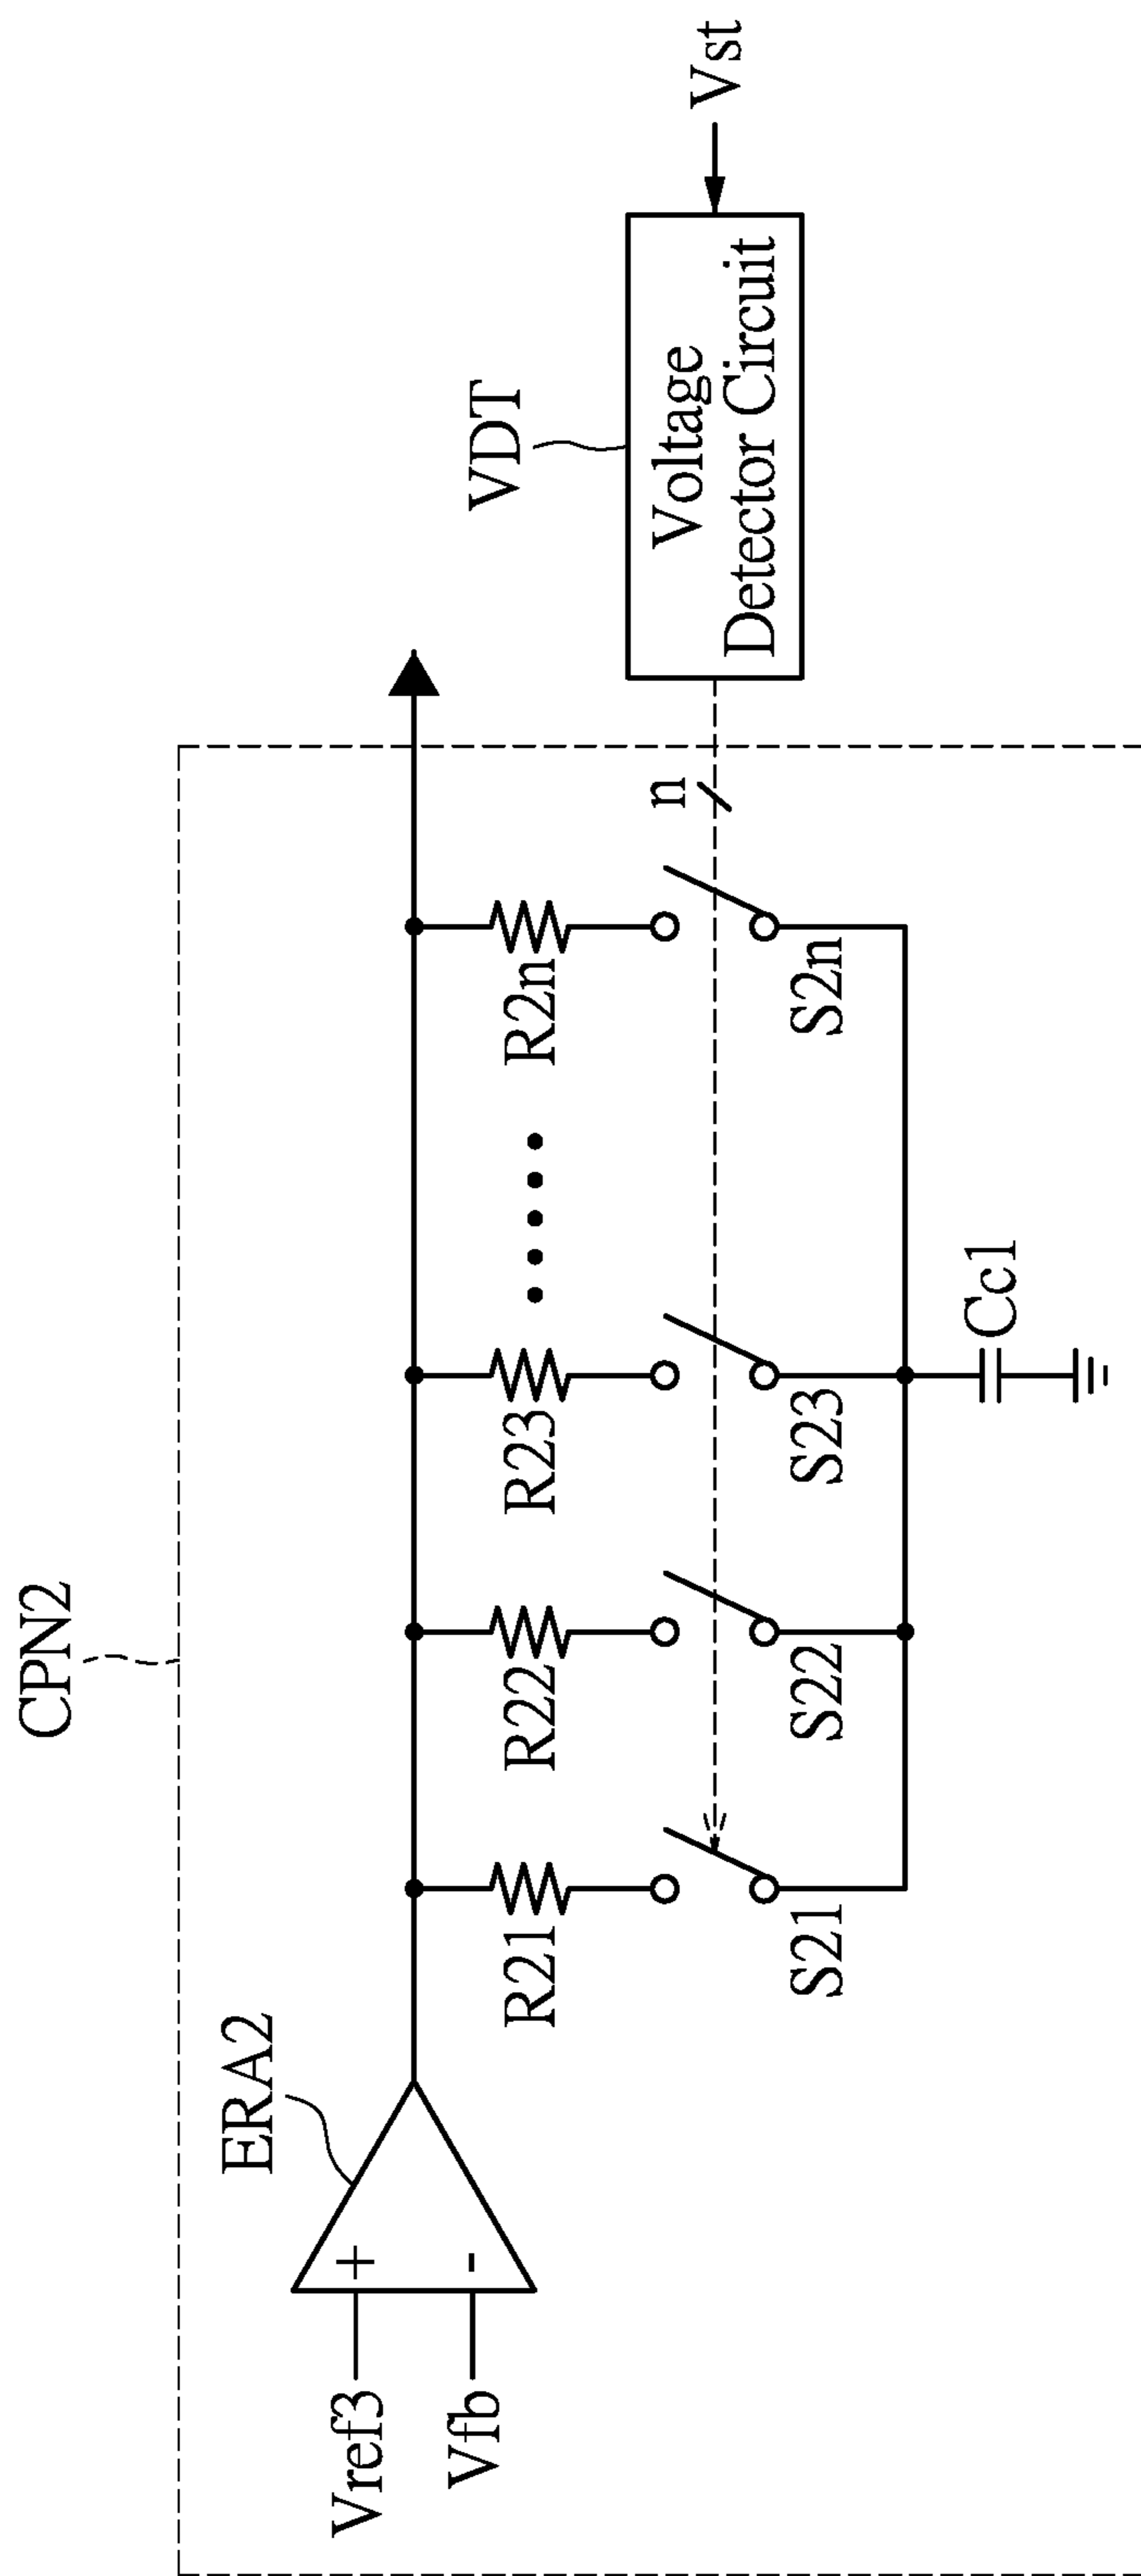 CPN2
ERA2
Vref3
+
Vfb
-
R21
R22
R23
R2n
S21
S22
S23
S2n
n
Cc1
VDT
Voltage
Detector Circuit
Vst